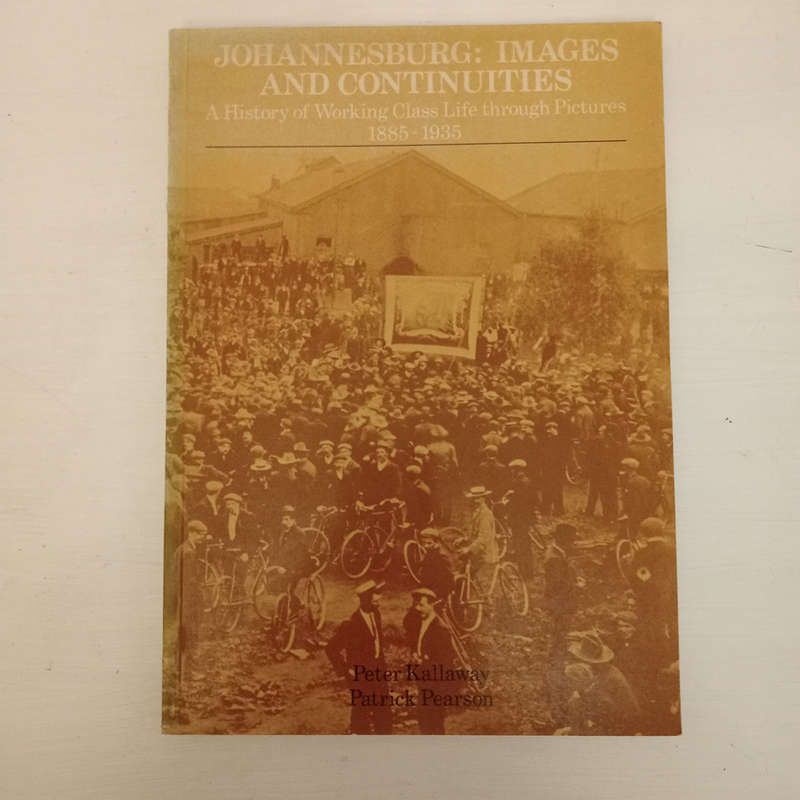 JOHANNESBURG: IMAGES
AND CONTINUITIES
A History of Working Class Life through Pictures
1885-1935
Peter Kallaway
Patrick Pearson